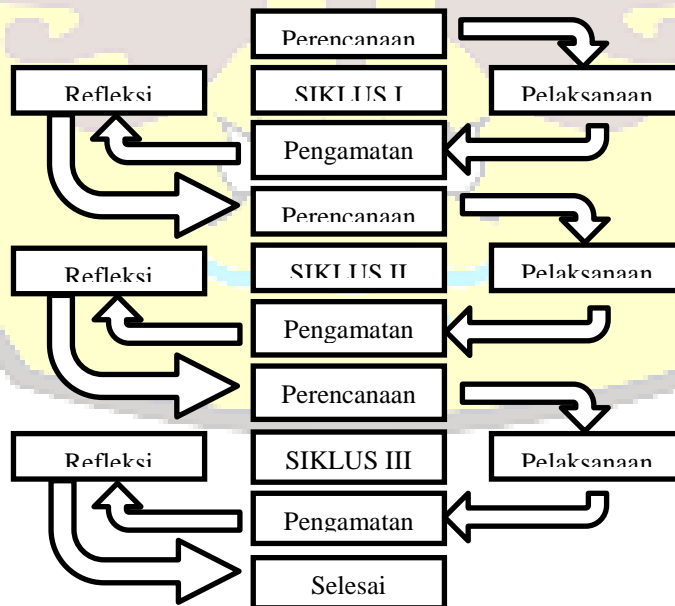 Perencanaan
Refleksi
SIKLUS I
Pelaksanaan
Pengamatan
Perencanaan
Refleksi
SIKLUS II
Pelaksanaan
Pengamatan
Perencanaan
Refleksi
SIKLUS III
Pelaksanaan
Pengamatan
Selesai